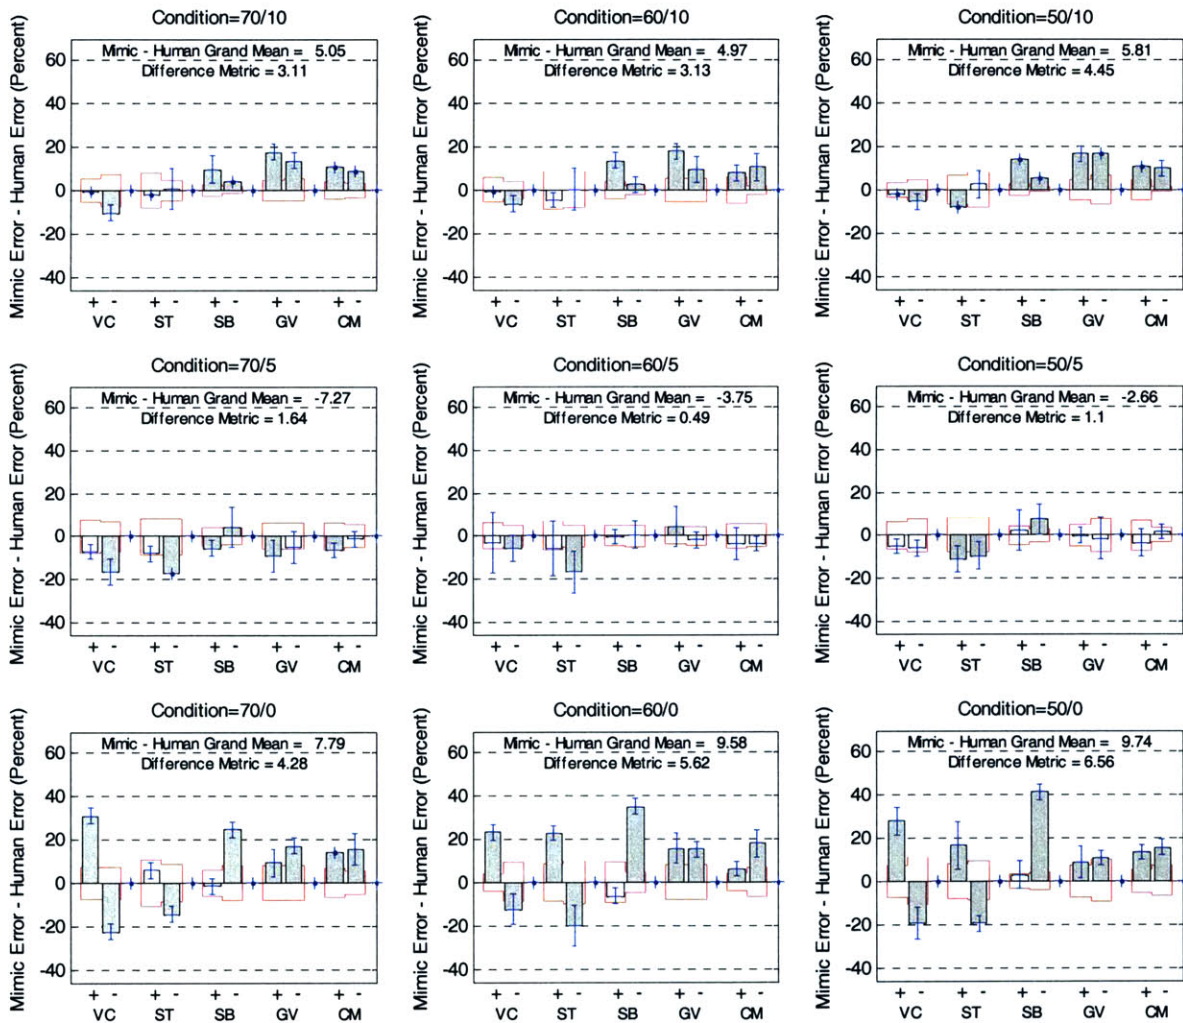 Condition=70/10
Mimic Error - Human Error (Percent)
Mimic - Human Grand Mean = 5.05
Difference Metric = 3.11
60
40
20
0
-20
-40
+ - + - + - + - + -
VC ST SB GV CM
Condition=60/10
Mimic Error - Human Error (Percent)
Mimic - Human Grand Mean = 4.97
Difference Metric = 3.13
60
40
20
0
-20
-40
+ - + - + - + - + -
VC ST SB GV CM
Condition=50/10
Mimic Error - Human Error (Percent)
Mimic - Human Grand Mean = 5.81
Difference Metric = 4.45
60
40
20
0
-20
-40
+ - + - + - + - + -
VC ST SB GV CM
Condition=70/5
Mimic Error - Human Error (Percent)
Mimic - Human Grand Mean = -7.27
Difference Metric = 1.64
60
40
20
0
-20
-40
+ - + - + - + - + -
VC ST SB GV CM
Condition=60/5
Mimic Error - Human Error (Percent)
Mimic - Human Grand Mean = -3.75
Difference Metric = 0.49
60
40
20
0
-20
-40
+ - + - + - + - + -
VC ST SB GV CM
Condition=50/5
Mimic Error - Human Error (Percent)
Mimic - Human Grand Mean = -2.66
Difference Metric = 1.1
60
40
20
0
-20
-40
+ - + - + - + - + -
VC ST SB GV CM
Condition=70/0
Mimic Error - Human Error (Percent)
Mimic - Human Grand Mean = 7.79
Difference Metric = 4.28
60
40
20
0
-20
-40
+ - + - + - + - + -
VC ST SB GV CM
Condition=60/0
Mimic Error - Human Error (Percent)
Mimic - Human Grand Mean = 9.58
Difference Metric = 5.62
60
40
20
0
-20
-40
+ - + - + - + - + -
VC ST SB GV CM
Condition=50/0
Mimic Error - Human Error (Percent)
Mimic - Human Grand Mean = 9.74
Difference Metric = 6.56
60
40
20
0
-20
-40
+ - + - + - + - + -
VC ST SB GV CM